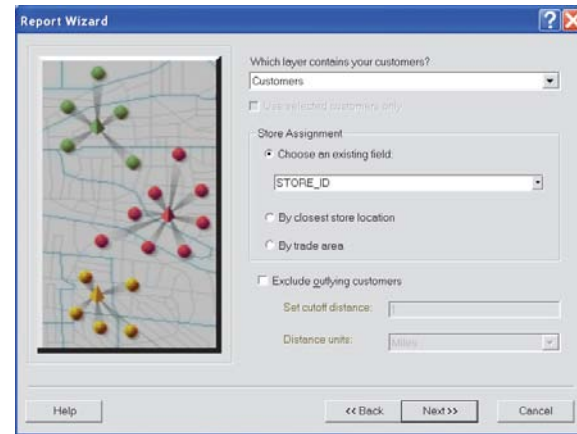 Report Wizard
Which layer contains your customers?
Customers
Use selected customers only
Store Assignment
Choose an existing field:
STORE_ID
By closest store location
By trade area
Exclude outlying customers
Set cutoff distance: 1
Distance units: Miles
Help
<< Back
Next >>
Cancel